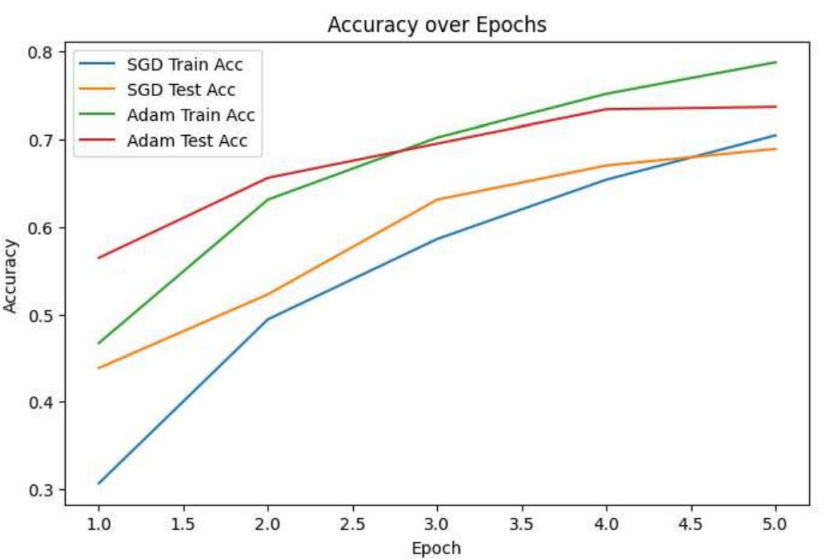 Accuracy over Epochs
SGD Train Acc
SGD Test Acc
Adam Train Acc
Adam Test Acc
0.8
0.7
0.6
0.5
0.4
0.3
Accuracy
1.0 1.5 2.0 2.5 3.0 3.5 4.0 4.5 5.0
Epoch